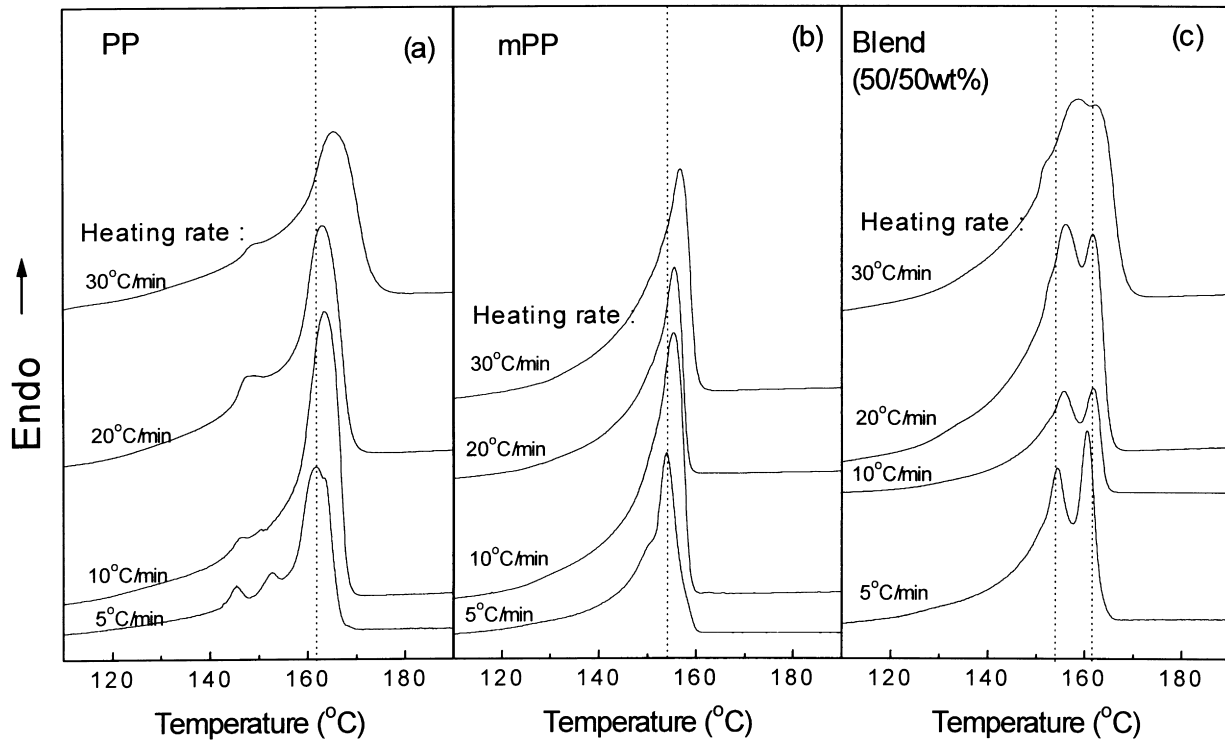 PP
(a)
Heating rate :
30°C/min
20°C/min
10°C/min
5°C/min
120 140 160 180
Temperature (°C)
mPP
(b)
Heating rate :
30°C/min
20°C/min
10°C/min
5°C/min
120 140 160 180
Temperature (°C)
Blend
(50/50wt%)
(c)
Heating rate :
30°C/min
20°C/min
10°C/min
5°C/min
120 140 160 180
Temperature (°C)
Endo →